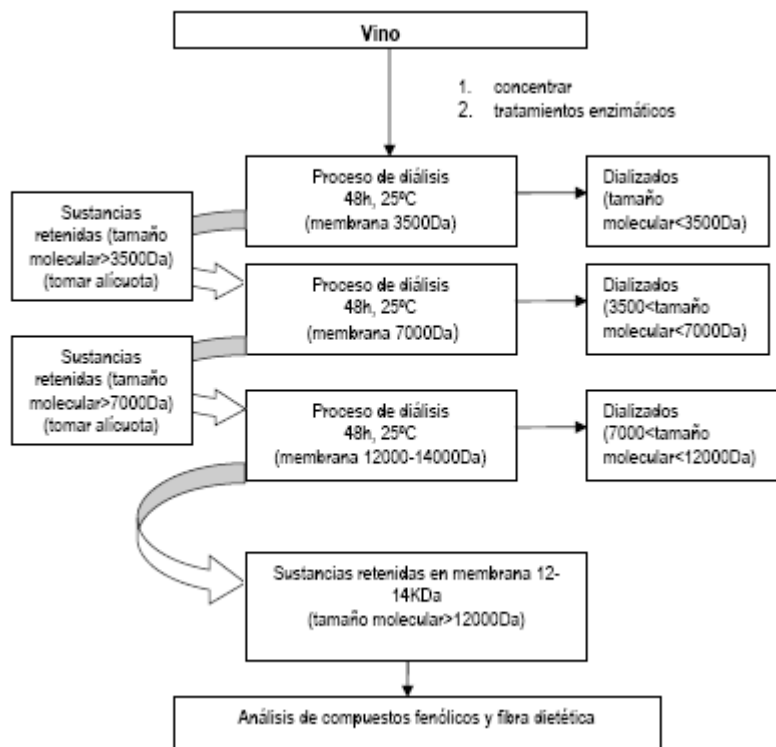 Vino
1. concentrar
2. tratamientos enzimáticos
Proceso de diálisis
48h, 25ºC
(membrana 3500Da)
Dializados
(tamaño
molecular<3500Da)
Sustancias
retenidas (tamaño
molecular>3500Da)
(tomar alícuota)
Proceso de diálisis
48h, 25ºC
(membrana 7000Da)
Dializados
(3500<tamaño
molecular<7000Da)
Sustancias
retenidas (tamaño
molecular>7000Da)
(tomar alícuota)
Proceso de diálisis
48h, 25ºC
(membrana 12000-14000Da)
Dializados
(7000<tamaño
molecular<12000Da)
Sustancias retenidas en membrana 12-
14KDa
(tamaño molecular>12000Da)
Análisis de compuestos fenólicos y fibra dietética